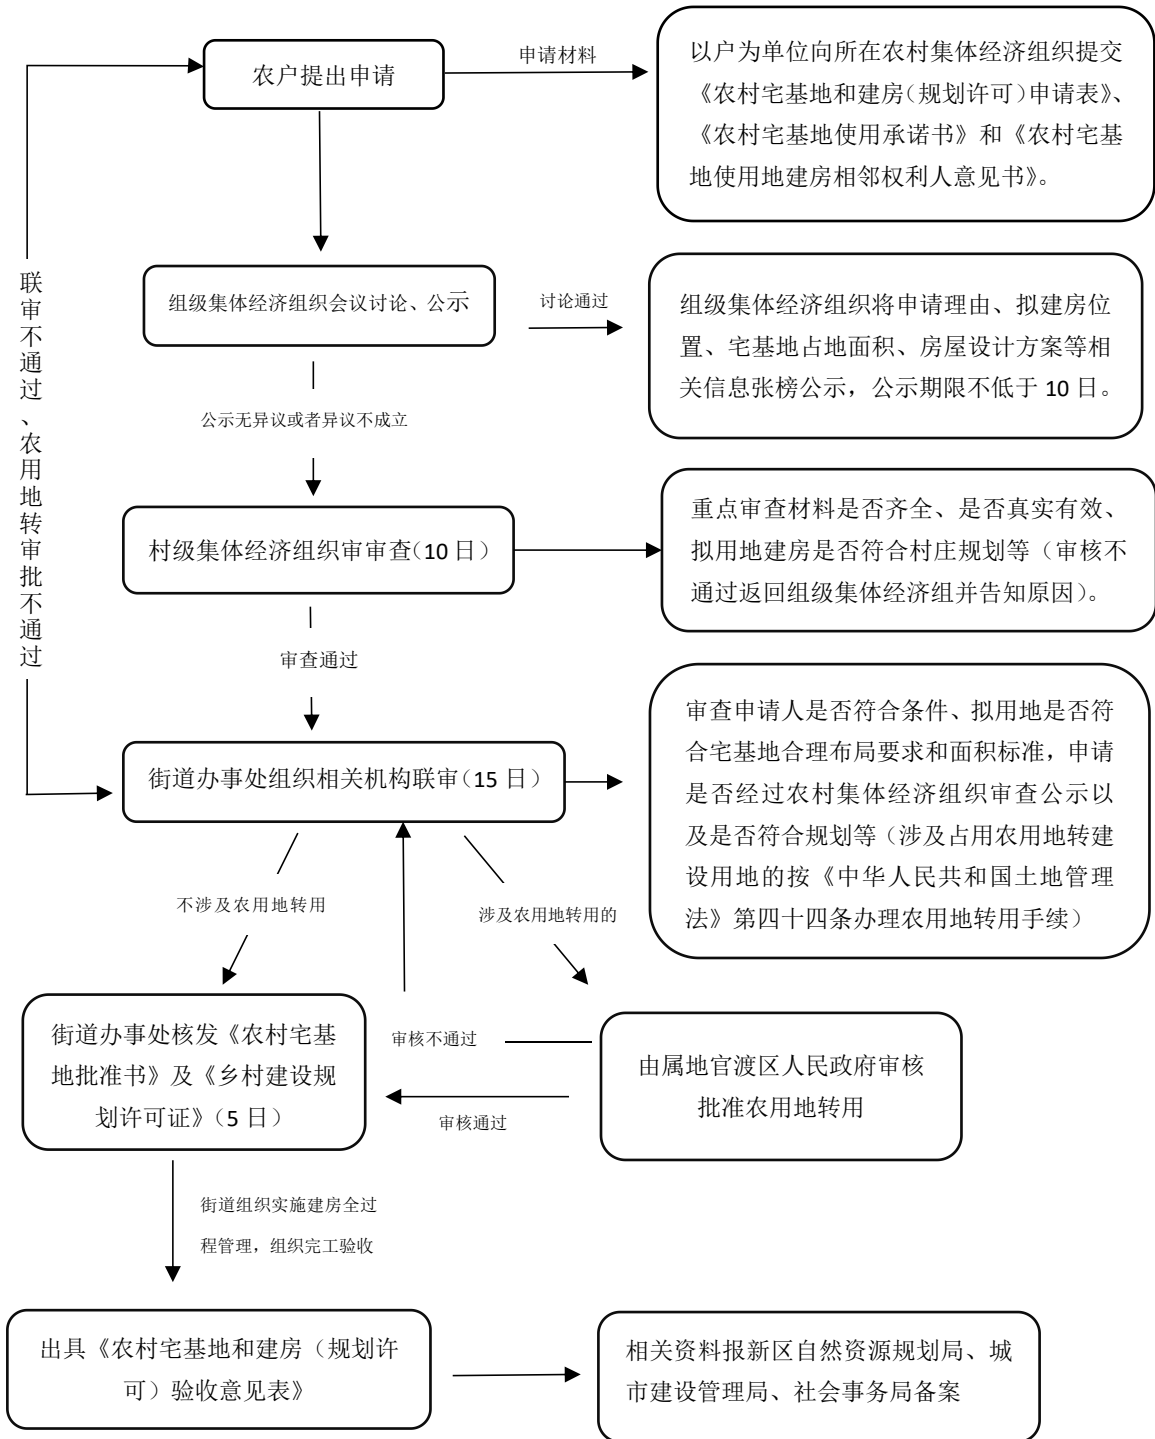 农户提出申请
申请材料
以户为单位向所在农村集体经济组织提交
《农村宅基地和建房（规划许可）申请表》、
《农村宅基地使用承诺书》和《农村宅基
地使用地建房相邻权利人意见书》。
联审不通过、农用地转审批不通过
组级集体经济组织会议讨论、公示
讨论通过
组级集体经济组织将申请理由、拟建房位
置、宅基地占地面积、房屋设计方案等相
关信息张榜公示，公示期限不低于 10 日。
公示无异议或者异议不成立
村级集体经济组织审审查（10 日）
重点审查材料是否齐全、是否真实有效、
拟用地建房是否符合村庄规划等（审核不
通过返回组级集体经济组并告知原因）。
审查通过
街道办事处组织相关机构联审（15 日）
审查申请人是否符合条件、拟用地是否符
合宅基地合理布局要求和面积标准，申请
是否经过农村集体经济组织审查公示以
及是否符合规划等（涉及占用农用地转建
设用地的按《中华人民共和国土地管理
法》第四十四条办理农用地转用手续）
不涉及农用地转用
涉及农用地转用的
街道办事处核发《农村宅基
地批准书》及《乡村建设规
划许可证》（5 日）
审核不通过
审核通过
由属地官渡区人民政府审核
批准农用地转用
街道组织实施建房全过
程管理，组织完工验收
出具《农村宅基地和建房（规划许
可）验收意见表》
相关资料报新区自然资源规划局、城
市建设管理局、社会事务局备案